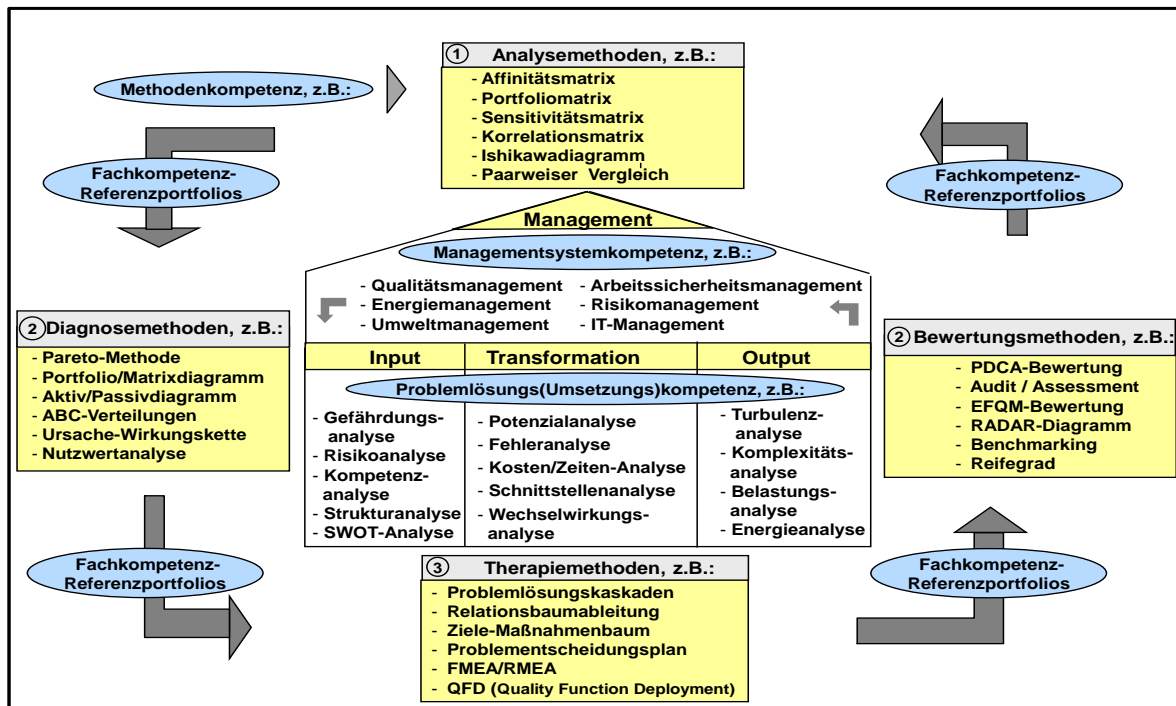 ① Analysemethoden, z.B.:
- Affinitätsmatrix
- Portfoliomatrix
- Sensitivitätsmatrix
- Korrelationsmatrix
- Ishikawadiagramm
- Paarweiser Vergleich
Methodenkompetenz, z.B.:
Fachkompetenz-
Referenzportfolios
Fachkompetenz-
Referenzportfolios
Management
Managementsystemkompetenz, z.B.:
- Qualitätsmanagement
- Energiemanagement
- Umweltmanagement
- Arbeitssicherheitsmanagement
- Risikomanagement
- IT-Management
② Diagnosemethoden, z.B.:
- Pareto-Methode
- Portfolio/Matrixdiagramm
- Aktiv/Passivdiagramm
- ABC-Verteilungen
- Ursache-Wirkungskette
- Nutzwertanalyse
Input
Transformation
Output
Problemlösungs(Umsetzungs)kompetenz, z.B.:
- Gefährdungs-
analyse
- Risikoanalyse
- Kompetenz-
analyse
- Strukturanalyse
- SWOT-Analyse
- Potenzialanalyse
- Fehleranalyse
- Kosten/Zeiten-Analyse
- Schnittstellenanalyse
- Wechselwirkungs-
analyse
- Turbulenz-
analyse
- Komplexitäts-
analyse
- Belastungs-
analyse
- Energieanalyse
② Bewertungsmethoden, z.B.:
- PDCA-Bewertung
- Audit / Assessment
- EFQM-Bewertung
- RADAR-Diagramm
- Benchmarking
- Reifegrad
Fachkompetenz-
Referenzportfolios
Fachkompetenz-
Referenzportfolios
③ Therapiemethoden, z.B.:
- Problemlösungskaskaden
- Relationsbaumableitung
- Ziele-Maßnahmenbaum
- Problementscheidungsplan
- FMEA/RMEA
- QFD (Quality Function Deployment)